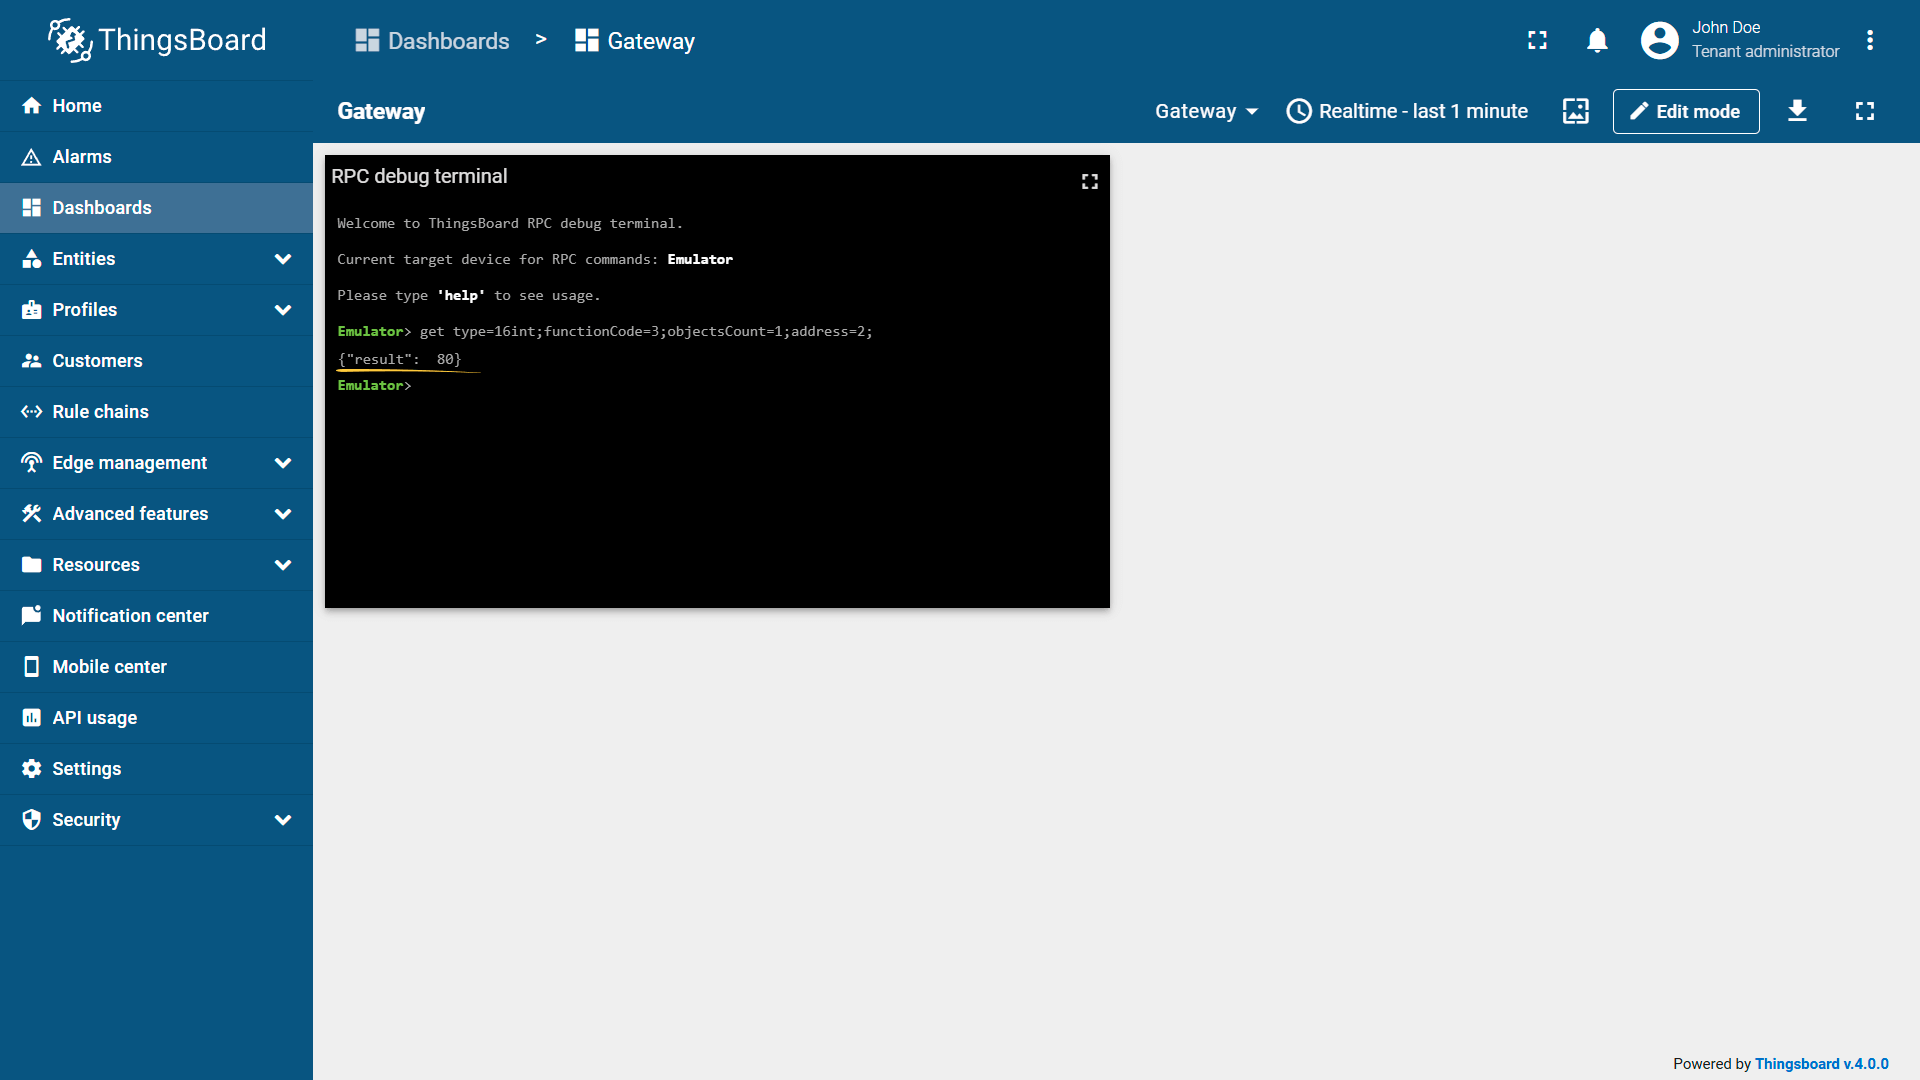 ThingsBoard
Dashboards > Gateway
John Doe
Tenant administrator
Home
Alarms
Dashboards
Entities
Profiles
Customers
Rule chains
Edge management
Advanced features
Resources
Notification center
Mobile center
API usage
Settings
Security
Gateway
Gateway
Realtime - last 1 minute
Edit mode
RPC debug terminal
Welcome to ThingsBoard RPC debug terminal.
Current target device for RPC commands: Emulator
Please type 'help' to see usage.
Emulator> get type=16int;functionCode=3;objectsCount=1;address=2;
{"result":  80}
Emulator>
Powered by Thingsboard v.4.0.0